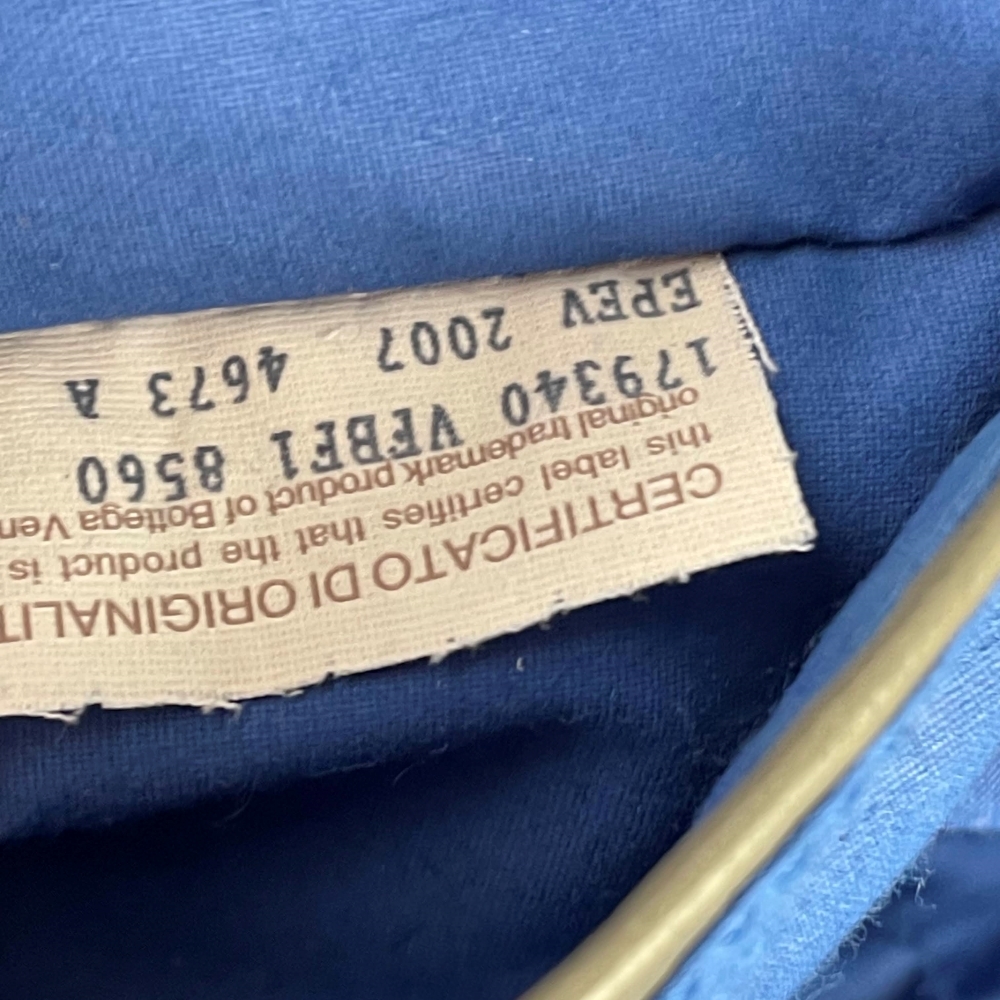 CERTIFICATO DI ORIGINALIT
this label certifies that the product is
original trademark product of Bottega Ven
179340 VFBF1 8560
EPEV 2007 4673 A